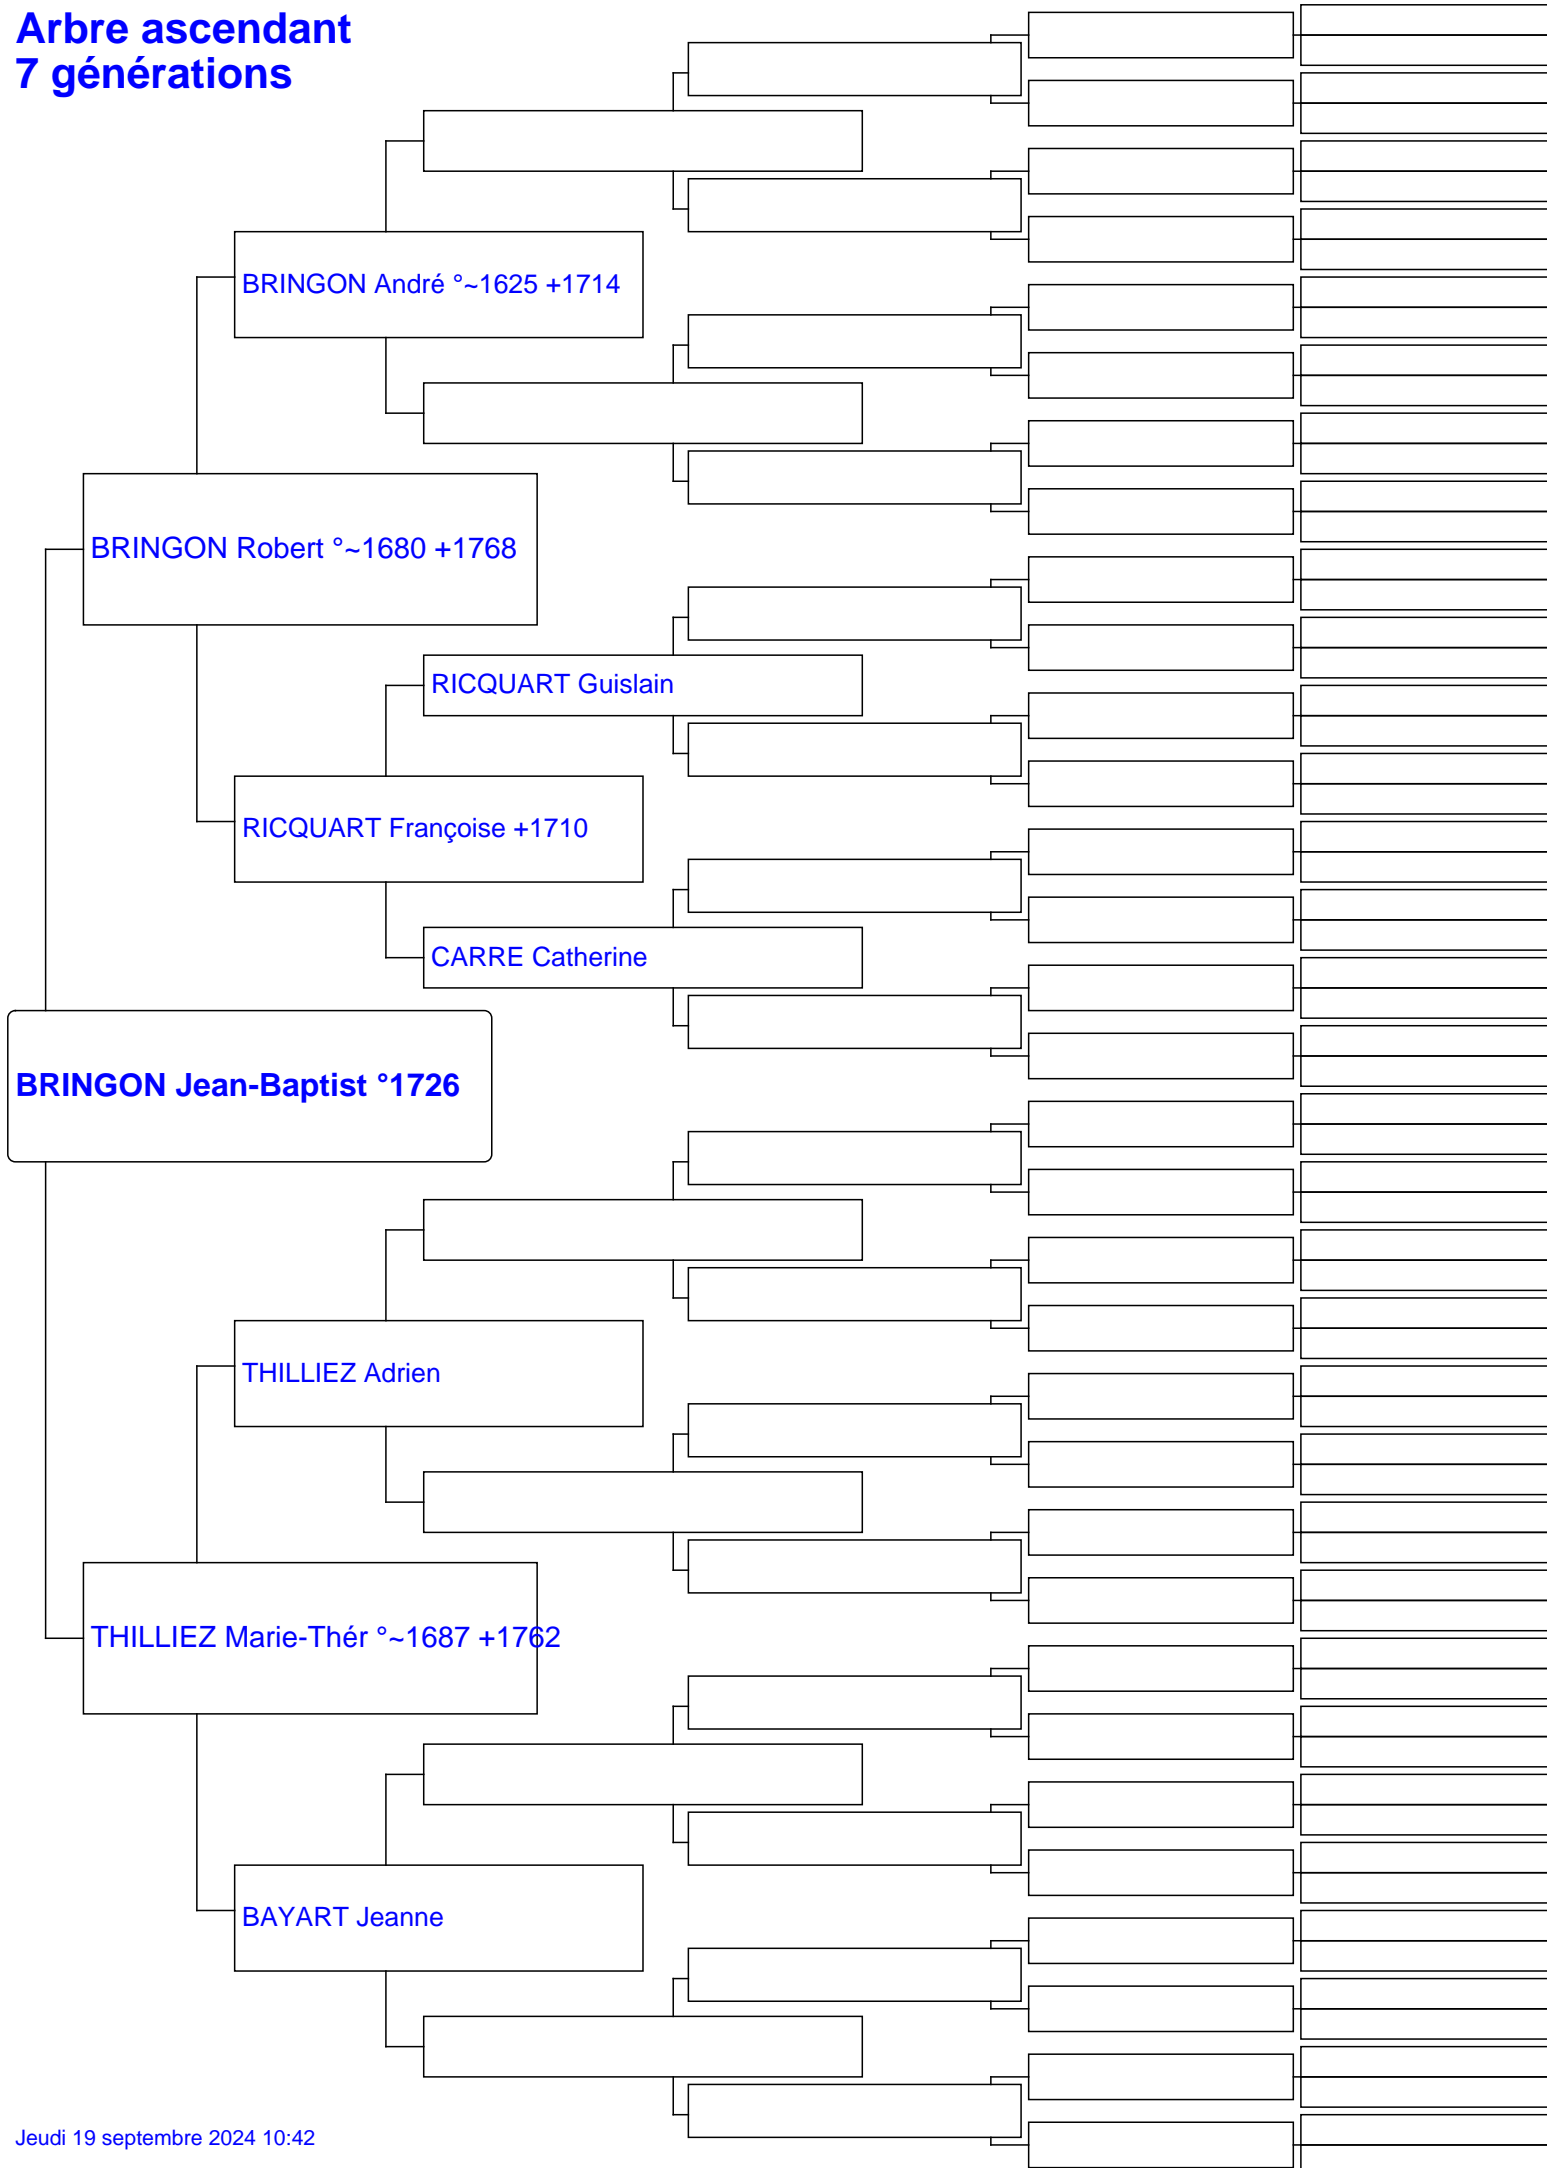 Arbre ascendant
7 générations
BRINGON André °~1625 +1714
BRINGON Robert °~1680 +1768
RICQUART Guislain
RICQUART Françoise +1710
CARRE Catherine
BRINGON Jean-Baptist °1726
THILLIEZ Adrien
THILLIEZ Marie-Thér °~1687 +1762
BAYART Jeanne
Jeudi 19 septembre 2024 10:42